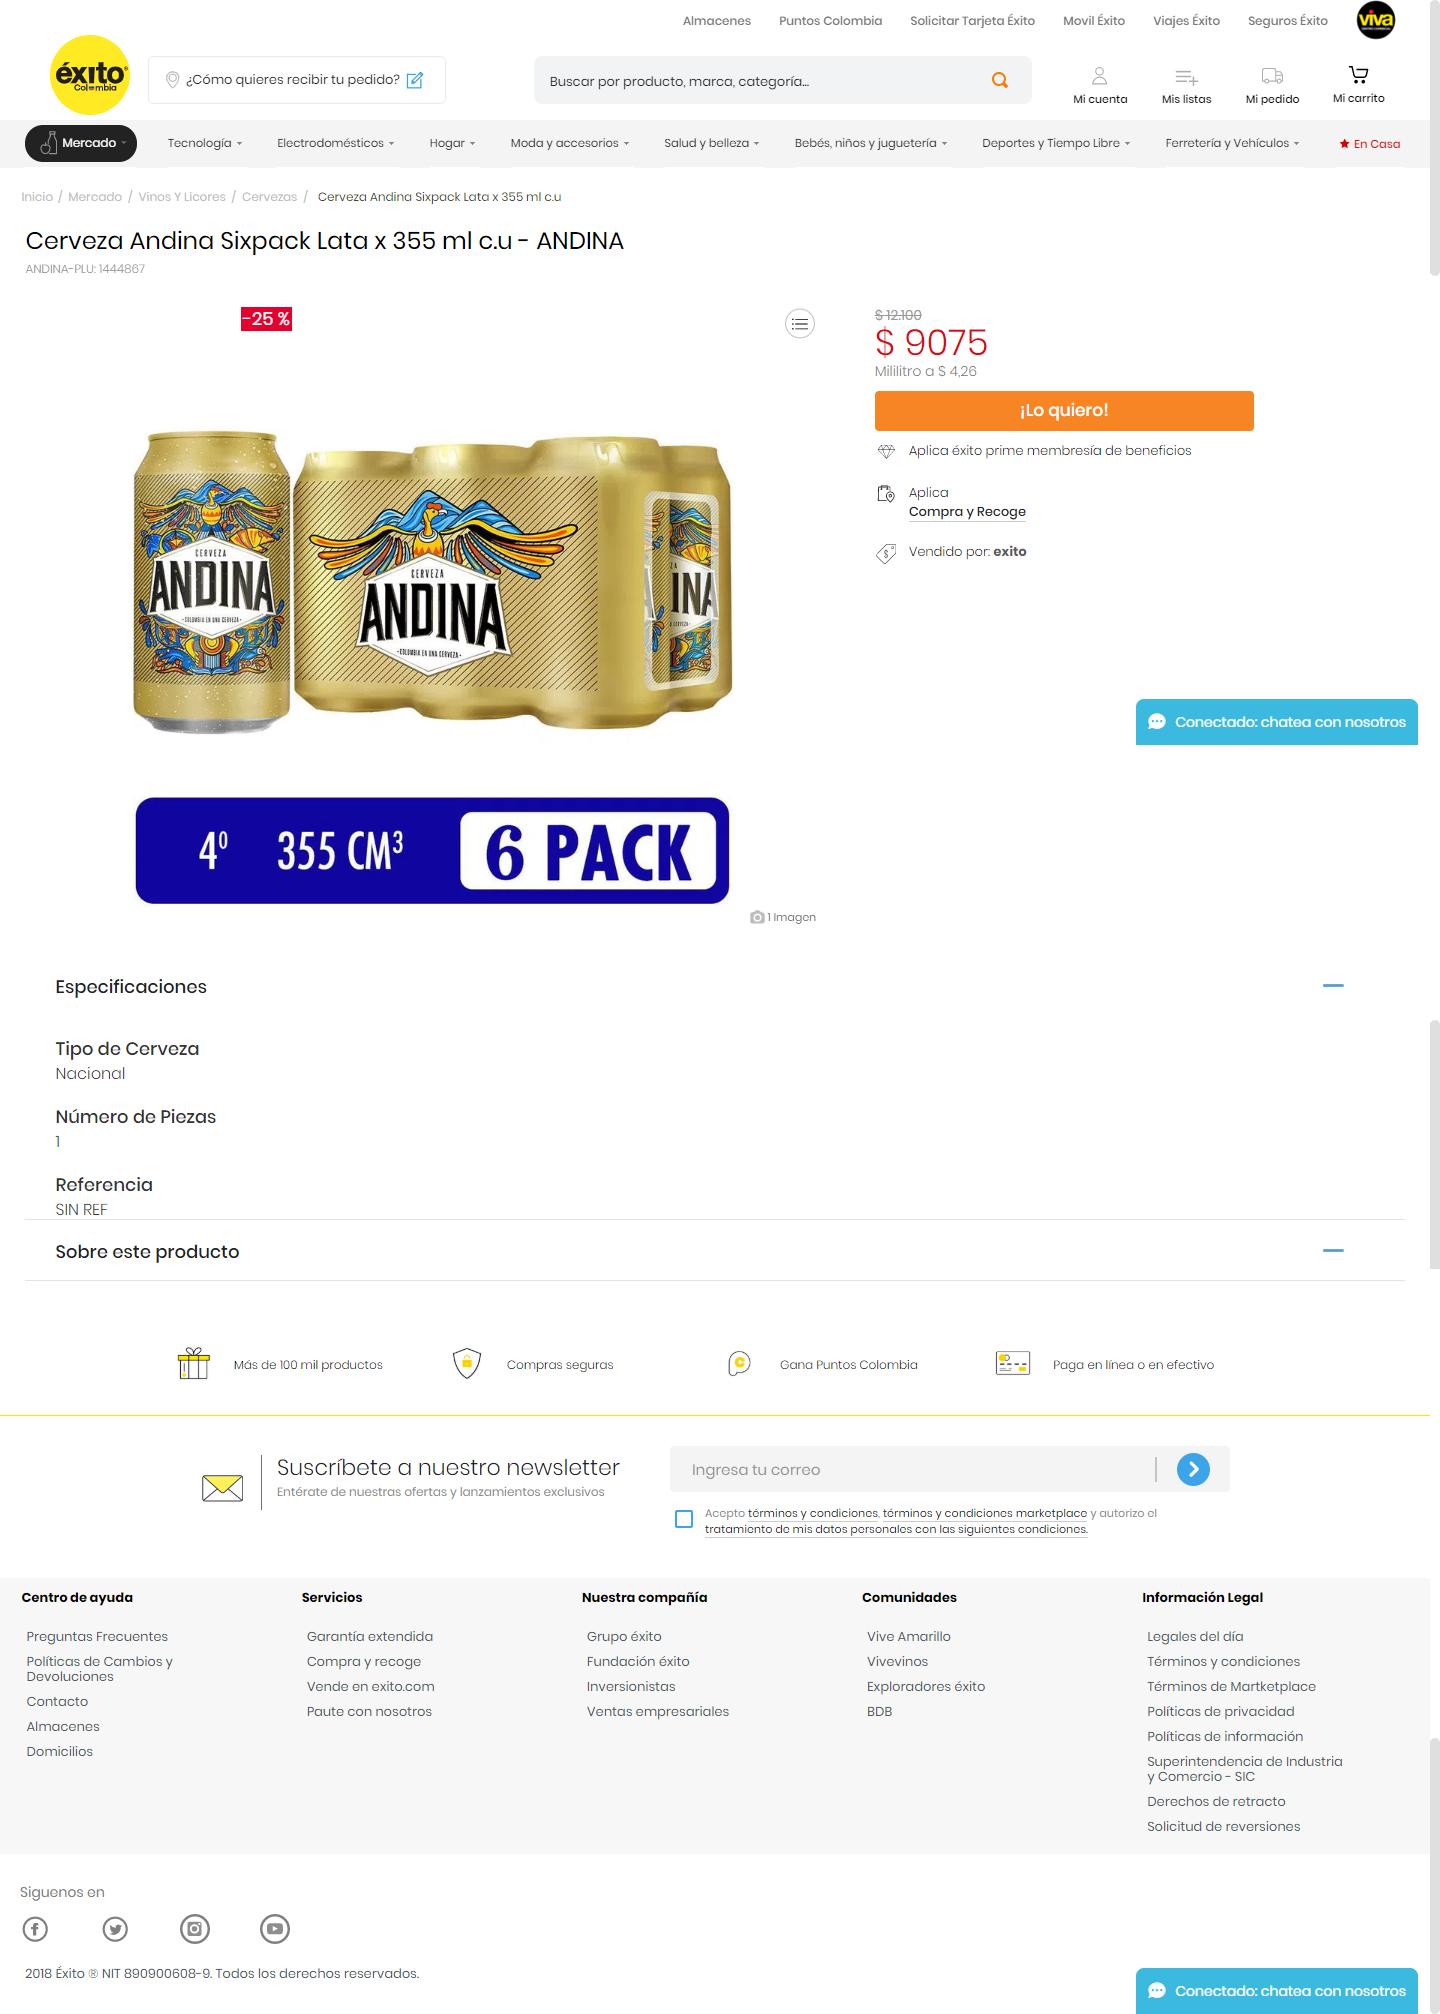 Almacenes Puntos Colombia Solicitar Tarjeta Éxito Movil Éxito Viajes Éxito Seguros Éxito viva
éxito
Colombia
¿Cómo quieres recibir tu pedido?
Buscar por producto, marca, categoría...
Mi cuenta Mis listas Mi pedido Mi carrito
Mercado Tecnología Electrodomésticos Hogar Moda y accesorios Salud y belleza Bebés, niños y juguetería Deportes y Tiempo Libre Ferretería y Vehículos En Casa
Inicio / Mercado / Vinos Y Licores / Cervezas / Cerveza Andina Sixpack Lata x 355 ml c.u
Cerveza Andina Sixpack Lata x 355 ml c.u - ANDINA
ANDINA-PLU: 1444867
-25 %
$ 12.100
$ 9075
Mililitro a $ 4,26
¡Lo quiero!
Aplica éxito prime membresía de beneficios
Aplica
Compra y Recoge
Vendido por: exito
CERVEZA
ANDINA
-COLOMBIA EN UNA CERVEZA-
CERVEZA
ANDINA
-COLOMBIA EN UNA CERVEZA-
INA
Conectado: chatea con nosotros
4⁰ 355 CM³ 6 PACK
1 Imagen
Especificaciones
Tipo de Cerveza
Nacional
Número de Piezas
1
Referencia
SIN REF
Sobre este producto
Más de 100 mil productos Compras seguras Gana Puntos Colombia Paga en línea o en efectivo
Suscríbete a nuestro newsletter
Entérate de nuestras ofertas y lanzamientos exclusivos
Ingresa tu correo
Acepto términos y condiciones, términos y condiciones marketplace y autorizo el
tratamiento de mis datos personales con las siguientes condiciones.
Centro de ayuda
Preguntas Frecuentes
Políticas de Cambios y
Devoluciones
Contacto
Almacenes
Domicilios
Servicios
Garantía extendida
Compra y recoge
Vende en exito.com
Paute con nosotros
Nuestra compañía
Grupo éxito
Fundación éxito
Inversionistas
Ventas empresariales
Comunidades
Vive Amarillo
Vivevinos
Exploradores éxito
BDB
Información Legal
Legales del día
Términos y condiciones
Términos de Martketplace
Políticas de privacidad
Políticas de información
Superintendencia de Industria
y Comercio - SIC
Derechos de retracto
Solicitud de reversiones
Siguenos en
2018 Éxito ® NIT 890900608-9. Todos los derechos reservados.
Conectado: chatea con nosotros